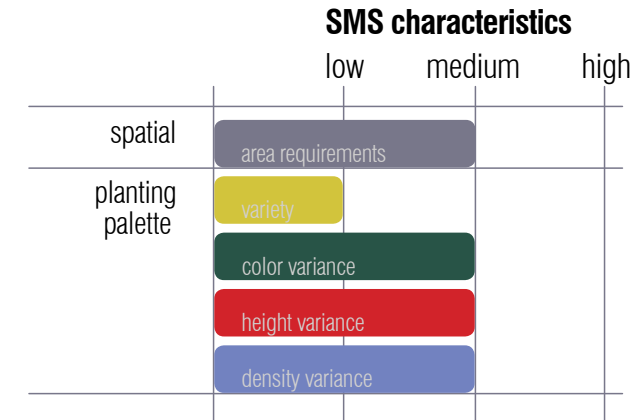 SMS characteristics
low medium high
spatial
area requirements
planting
palette
variety
color variance
height variance
density variance